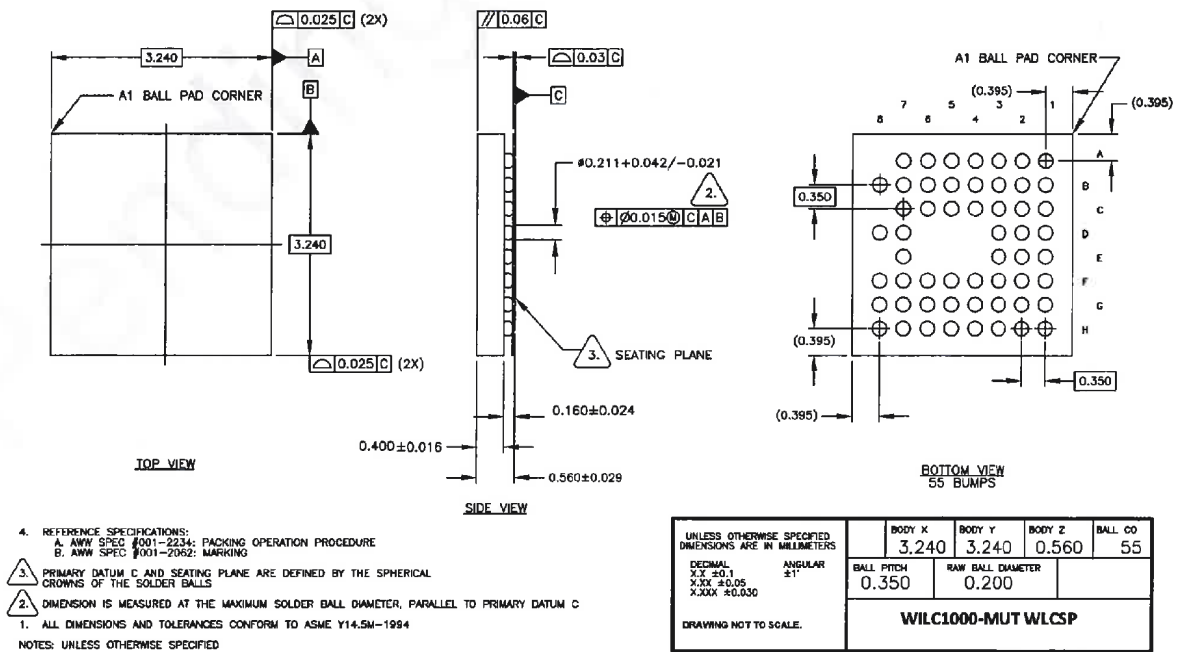 ⌓ 0.025 C (2X)
3.240
A
B
A1 BALL PAD CORNER
3.240
⌓ 0.025 C (2X)
TOP VIEW
// 0.06 C
⌓ 0.03 C
C
ø0.211+0.042/-0.021
2.
⌖ Ø0.015Ⓜ C A B
3. SEATING PLANE
0.160±0.024
0.400±0.016
0.560±0.029
SIDE VIEW
A1 BALL PAD CORNER
(0.395)
(0.395)
7 5 3 1
8 6 4 2
A
B
C
D
E
F
G
H
0.350
(0.395)
0.350
(0.395)
BOTTOM VIEW
55 BUMPS
4. REFERENCE SPECIFICATIONS:
A. AWW SPEC #001-2234: PACKING OPERATION PROCEDURE
B. AWW SPEC #001-2062: MARKING
3. PRIMARY DATUM C AND SEATING PLANE ARE DEFINED BY THE SPHERICAL
CROWNS OF THE SOLDER BALLS
2. DIMENSION IS MEASURED AT THE MAXIMUM SOLDER BALL DIAMETER, PARALLEL TO PRIMARY DATUM C
1. ALL DIMENSIONS AND TOLERANCES CONFORM TO ASME Y14.5M-1994
NOTES: UNLESS OTHERWISE SPECIFIED
UNLESS OTHERWISE SPECIFIED
DIMENSIONS ARE IN MILLIMETERS
DECIMAL ANGULAR
X.X ±0.1 ±1°
X.XX ±0.05
X.XXX ±0.030
DRAWING NOT TO SCALE.
BODY X BODY Y BODY Z BALL CO
3.240 3.240 0.560 55
BALL PITCH RAW BALL DIAMETER
0.350 0.200
WILC1000-MUT WLCSP